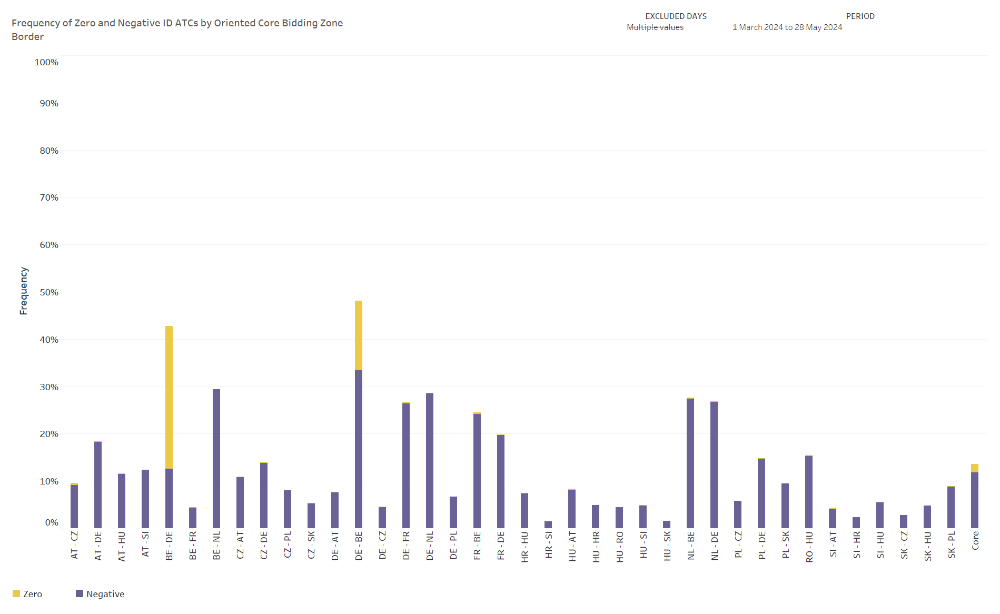 Frequency of Zero and Negative ID ATCs by Oriented Core Bidding Zone
Border
EXCLUDED DAYS
Multiple values
PERIOD
1 March 2024 to 28 May 2024
100%
90%
80%
70%
60%
50%
40%
30%
20%
10%
0%
Frequency
AT - CZ
AT - DE
AT - HU
AT - SI
BE - DE
BE - FR
BE - NL
CZ - AT
CZ - DE
CZ - PL
CZ - SK
DE - AT
DE - BE
DE - CZ
DE - FR
DE - NL
DE - PL
FR - BE
FR - DE
HR - HU
HR - SI
HU - AT
HU - HR
HU - RO
HU - SI
HU - SK
NL - BE
NL - DE
PL - CZ
PL - DE
PL - SK
RO - HU
SI - AT
SI - HR
SI - HU
SK - CZ
SK - HU
SK - PL
Core
Zero
Negative